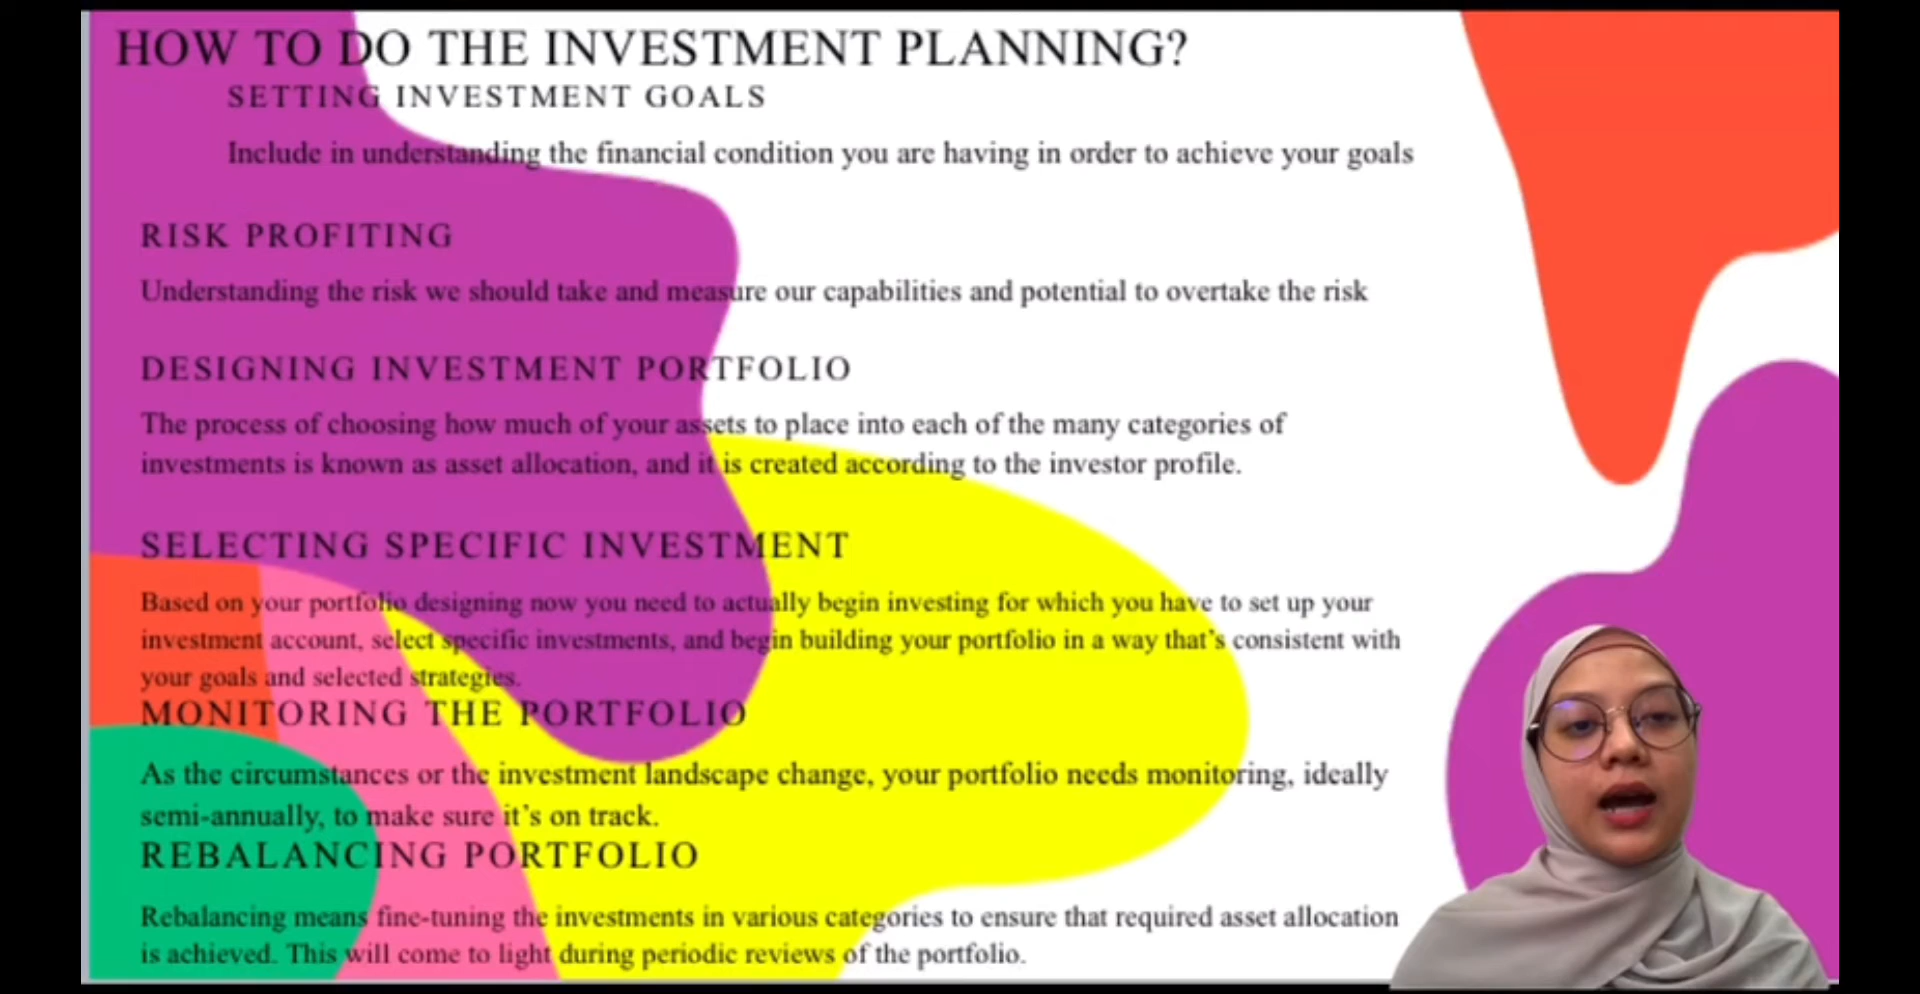 HOW TO DO THE INVESTMENT PLANNING?
SETTING INVESTMENT GOALS
Include in understanding the financial condition you are having in order to achieve your goals
RISK PROFITING
Understanding the risk we should take and measure our capabilities and potential to overtake the risk
DESIGNING INVESTMENT PORTFOLIO
The process of choosing how much of your assets to place into each of the many categories of
investments is known as asset allocation, and it is created according to the investor profile.
SELECTING SPECIFIC INVESTMENT
Based on your portfolio designing now you need to actually begin investing for which you have to set up your
investment account, select specific investments, and begin building your portfolio in a way that's consistent with
your goals and selected strategies.
MONITORING THE PORTFOLIO
As the circumstances or the investment landscape change, your portfolio needs monitoring, ideally
semi-annually, to make sure it's on track.
REBALANCING PORTFOLIO
Rebalancing means fine-tuning the investments in various categories to ensure that required asset allocation
is achieved. This will come to light during periodic reviews of the portfolio.